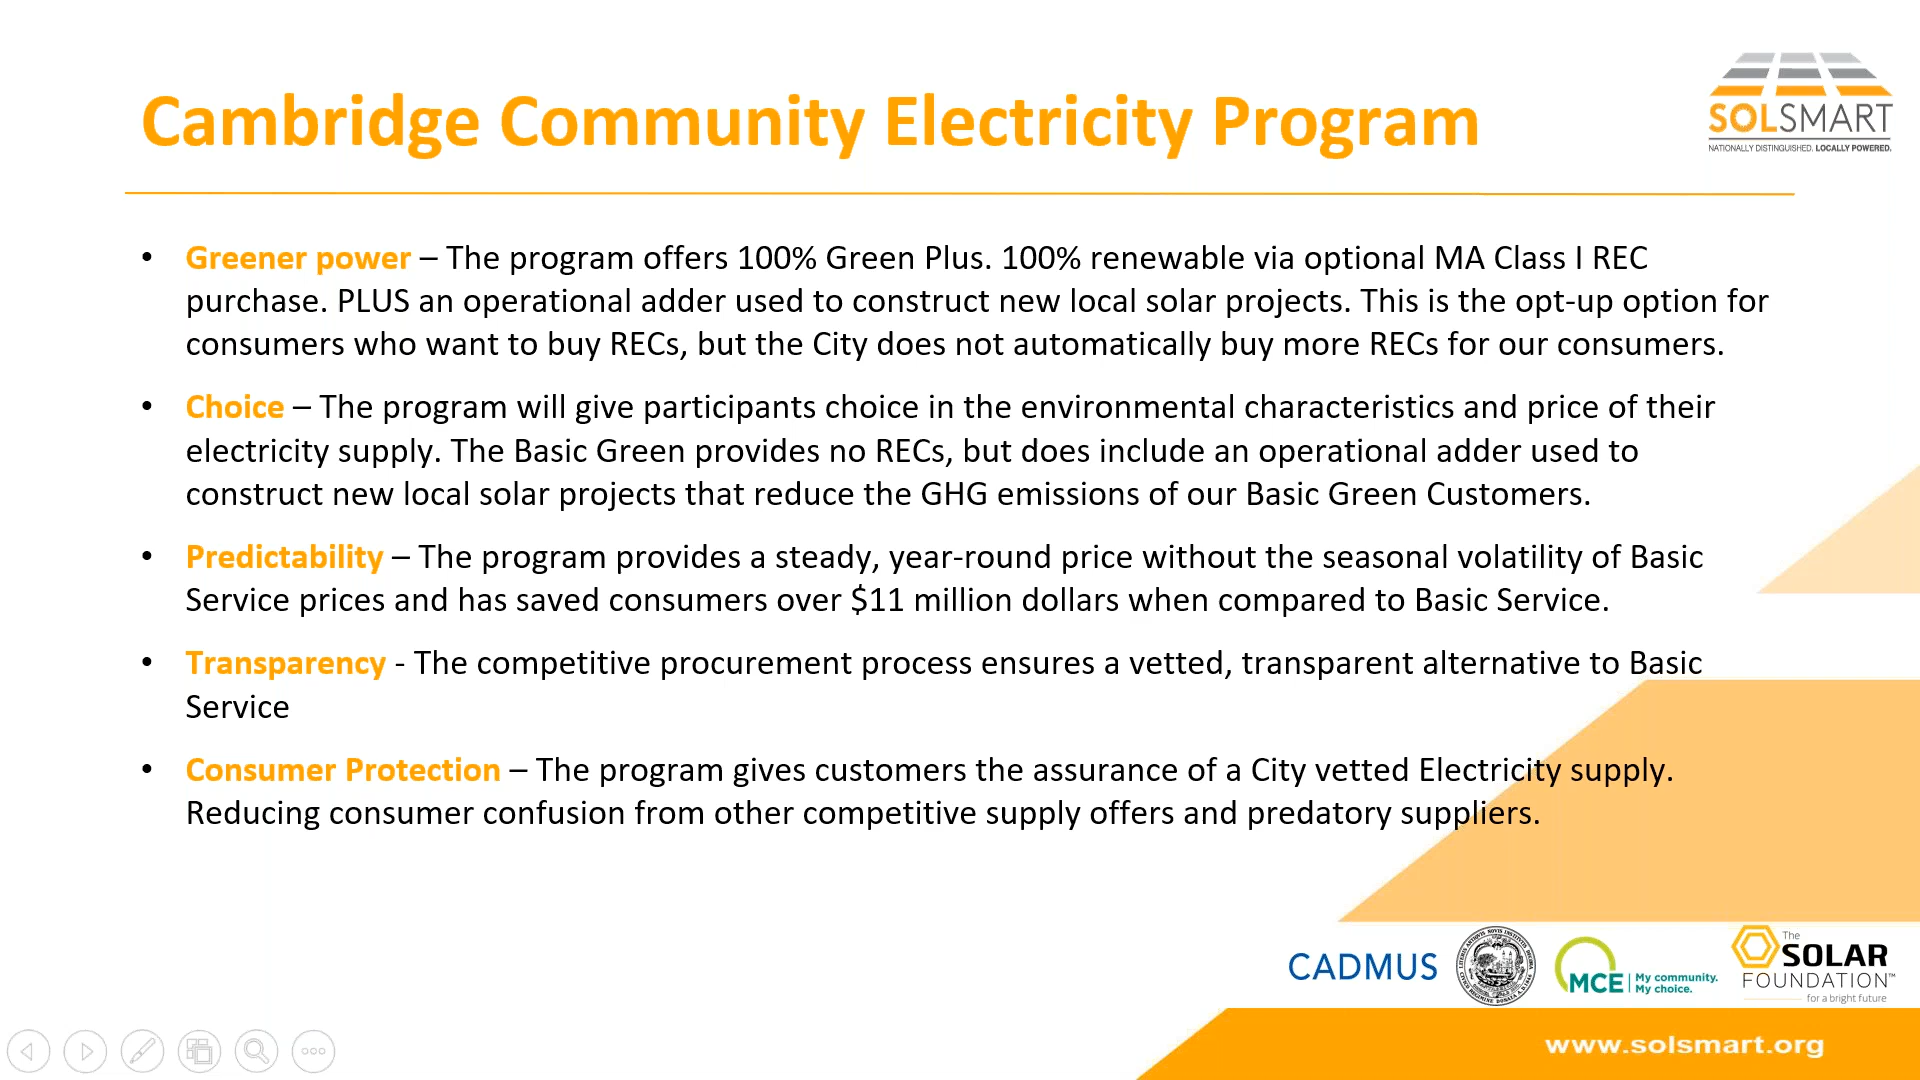 Cambridge Community Electricity Program
SOLSMART
NATIONALLY DISTINGUISHED. LOCALLY POWERED.
• Greener power – The program offers 100% Green Plus. 100% renewable via optional MA Class I REC
purchase. PLUS an operational adder used to construct new local solar projects. This is the opt-up option for
consumers who want to buy RECs, but the City does not automatically buy more RECs for our consumers.
• Choice – The program will give participants choice in the environmental characteristics and price of their
electricity supply. The Basic Green provides no RECs, but does include an operational adder used to
construct new local solar projects that reduce the GHG emissions of our Basic Green Customers.
• Predictability – The program provides a steady, year-round price without the seasonal volatility of Basic
Service prices and has saved consumers over $11 million dollars when compared to Basic Service.
• Transparency - The competitive procurement process ensures a vetted, transparent alternative to Basic
Service
• Consumer Protection – The program gives customers the assurance of a City vetted Electricity supply.
Reducing consumer confusion from other competitive supply offers and predatory suppliers.
CADMUS
MCE
My community.
My choice.
The
SOLAR
FOUNDATION™
for a bright future
www.solsmart.org